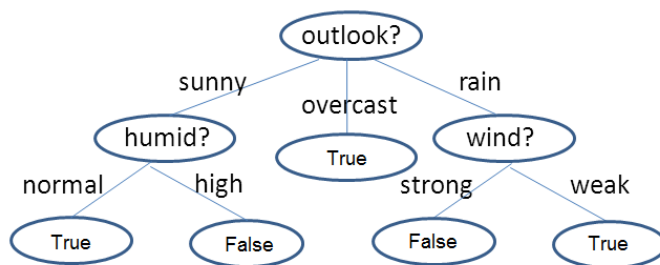 outlook?
sunny
overcast
rain
humid?
True
wind?
normal
high
strong
weak
True
False
False
True